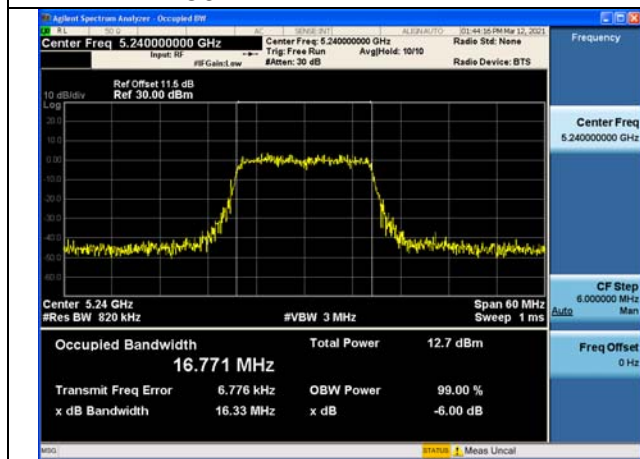 Agilent Spectrum Analyzer - Occupied BW
RL 50 Ω AC SENSE:INT ALIGN AUTO 01:44:16 PM Mar 12, 2021
Center Freq 5.240000000 GHz
Input: RF
#IFGain:Low
Center Freq: 5.240000000 GHz
Trig: Free Run Avg|Hold: 10/10
#Atten: 30 dB
Radio Std: None
Radio Device: BTS
Ref Offset 11.5 dB
10 dB/div Ref 30.00 dBm
Log
20.0
10.0
0.00
-10.0
-20.0
-30.0
-40.0
-50.0
-60.0
Center 5.24 GHz Span 60 MHz
#Res BW 820 kHz #VBW 3 MHz Sweep 1 ms
Occupied Bandwidth Total Power 12.7 dBm
16.771 MHz
Transmit Freq Error 6.776 kHz OBW Power 99.00 %
x dB Bandwidth 16.33 MHz x dB -6.00 dB
MSG STATUS Meas Uncal
Frequency
Center Freq
5.240000000 GHz
CF Step
6.000000 MHz
Auto Man
Freq Offset
0 Hz